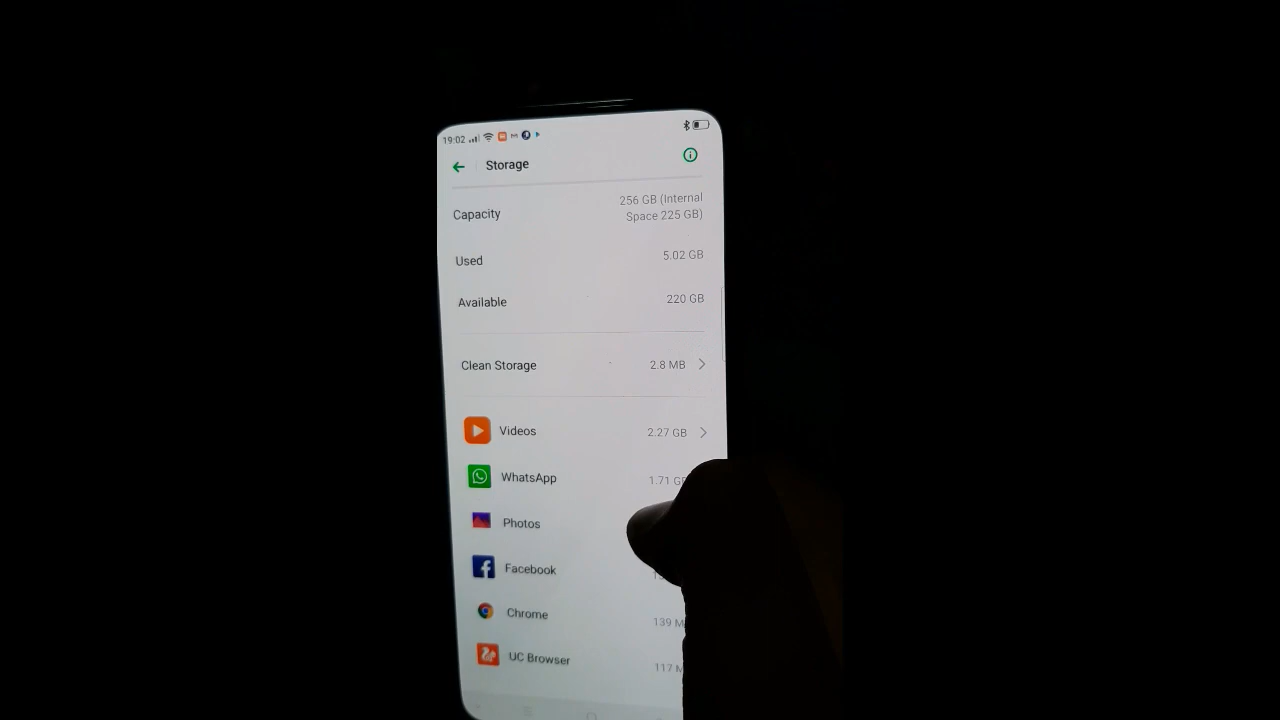 19:02
Storage
Capacity
256 GB (Internal
Space 225 GB)
Used
5.02 GB
Available
220 GB
Clean Storage
2.8 MB
Videos
2.27 GB
WhatsApp
1.71
Photos
Facebook
Chrome
139
UC Browser
117